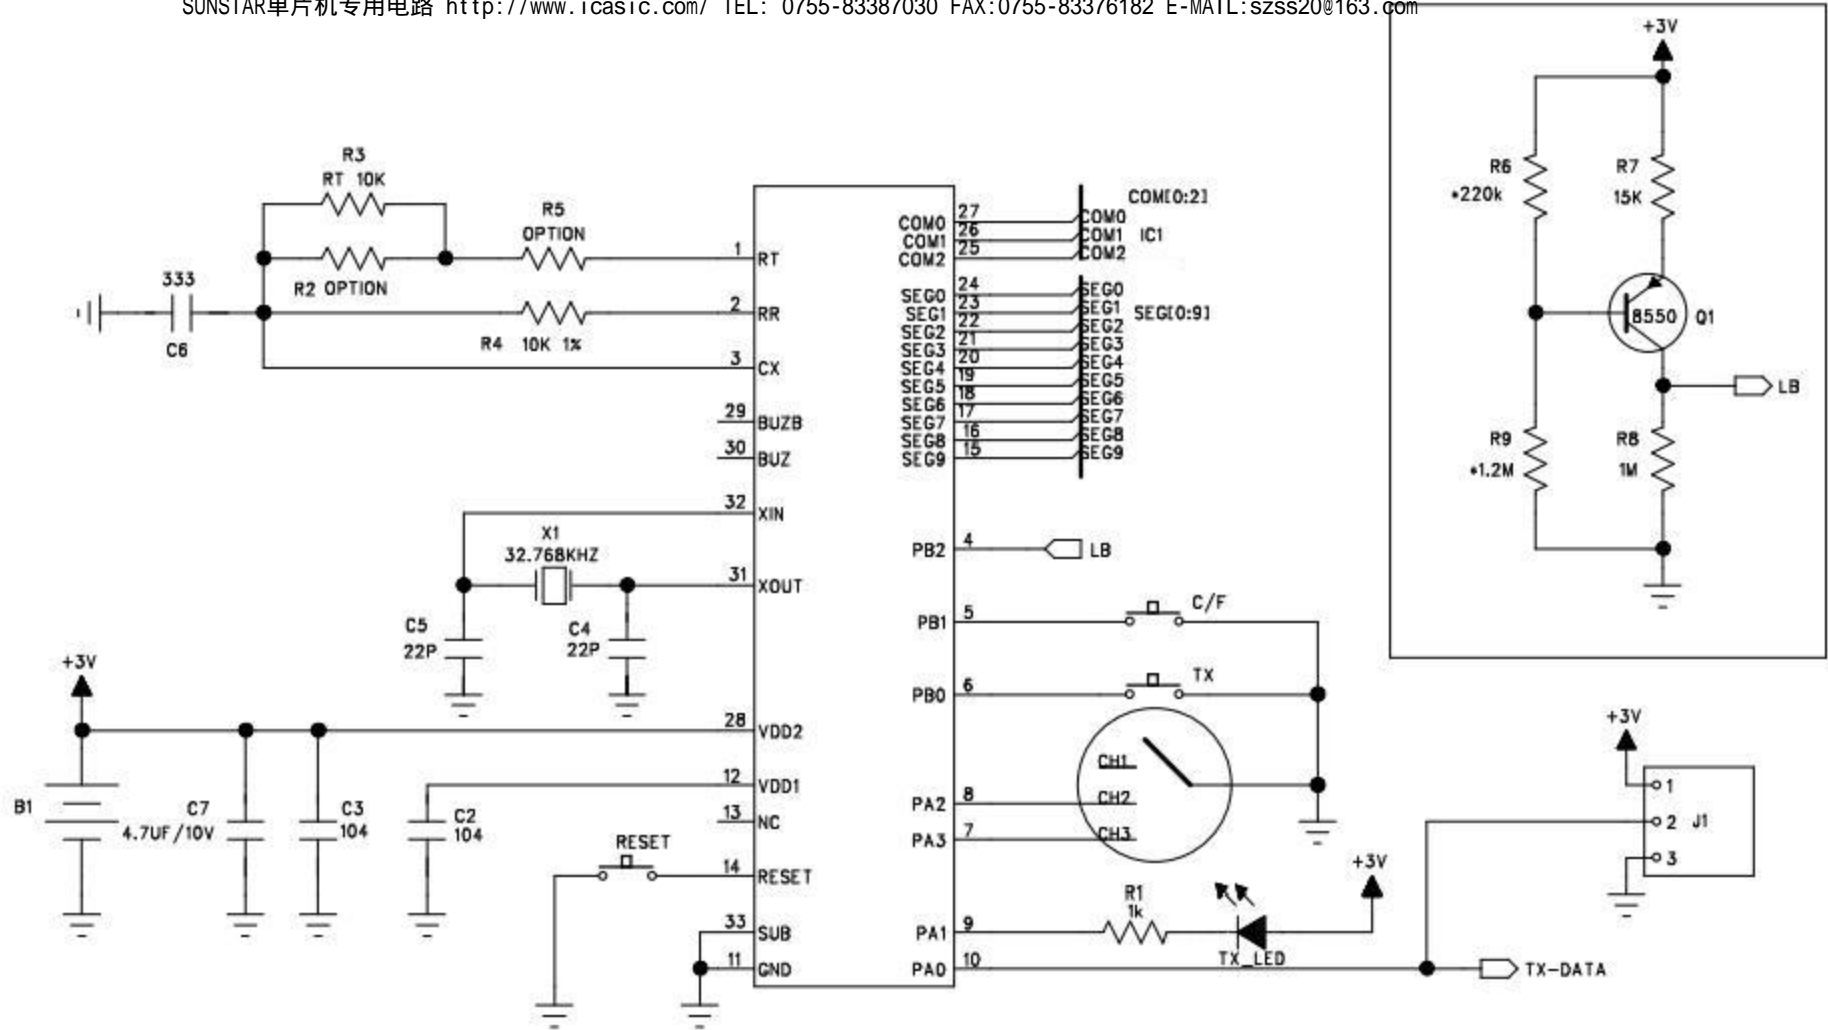 SUNSTAR单片机专用电路 http://www.icasic.com/ TEL: 0755-83387030 FAX:0755-83376182 E-MAIL:szss20@163.com
+3V
R6
*220k
R7
15K
8550 Q1
LB
R9
*1.2M
R8
1M
R3
RT 10K
R5
OPTION
R2 OPTION
333
C6
R4 10K 1%
1 RT
2 RR
3 CX
29 BUZB
30 BUZ
32 XIN
X1
32.768KHZ
31 XOUT
C5
22P
C4
22P
+3V
28 VDD2
12 VDD1
13 NC
B1
C7
4.7UF/10V
C3
104
C2
104
RESET
14 RESET
33 SUB
11 GND
COM[0:2]
COM0 27 COM0
COM1 26 COM1 IC1
COM2 25 COM2
SEG0 24 SEG0
SEG1 23 SEG1 SEG[0:9]
SEG2 22 SEG2
SEG3 21 SEG3
SEG4 20 SEG4
SEG5 19 SEG5
SEG6 18 SEG6
SEG7 17 SEG7
SEG8 16 SEG8
SEG9 15 SEG9
PB2 4 LB
PB1 5 C/F
PB0 6 TX
CH1
PA2 8 CH2
PA3 7 CH3
R1
1k
+3V
PA1 9
TX_LED
PA0 10 TX-DATA
+3V
1
2 J1
3